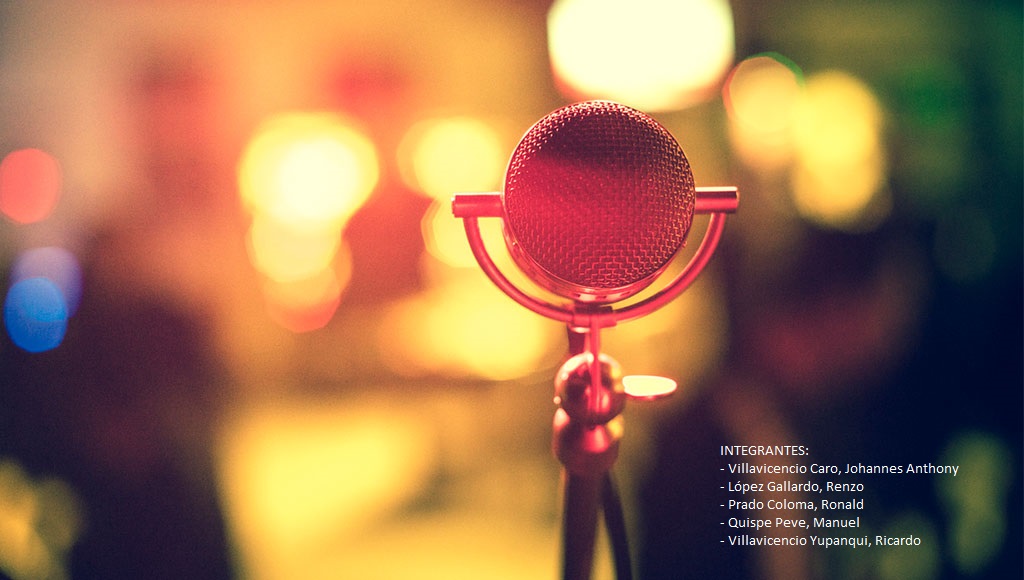 INTEGRANTES:
- Villavicencio Caro, Johannes Anthony
- López Gallardo, Renzo
- Prado Coloma, Ronald
- Quispe Peve, Manuel
- Villavicencio Yupanqui, Ricardo